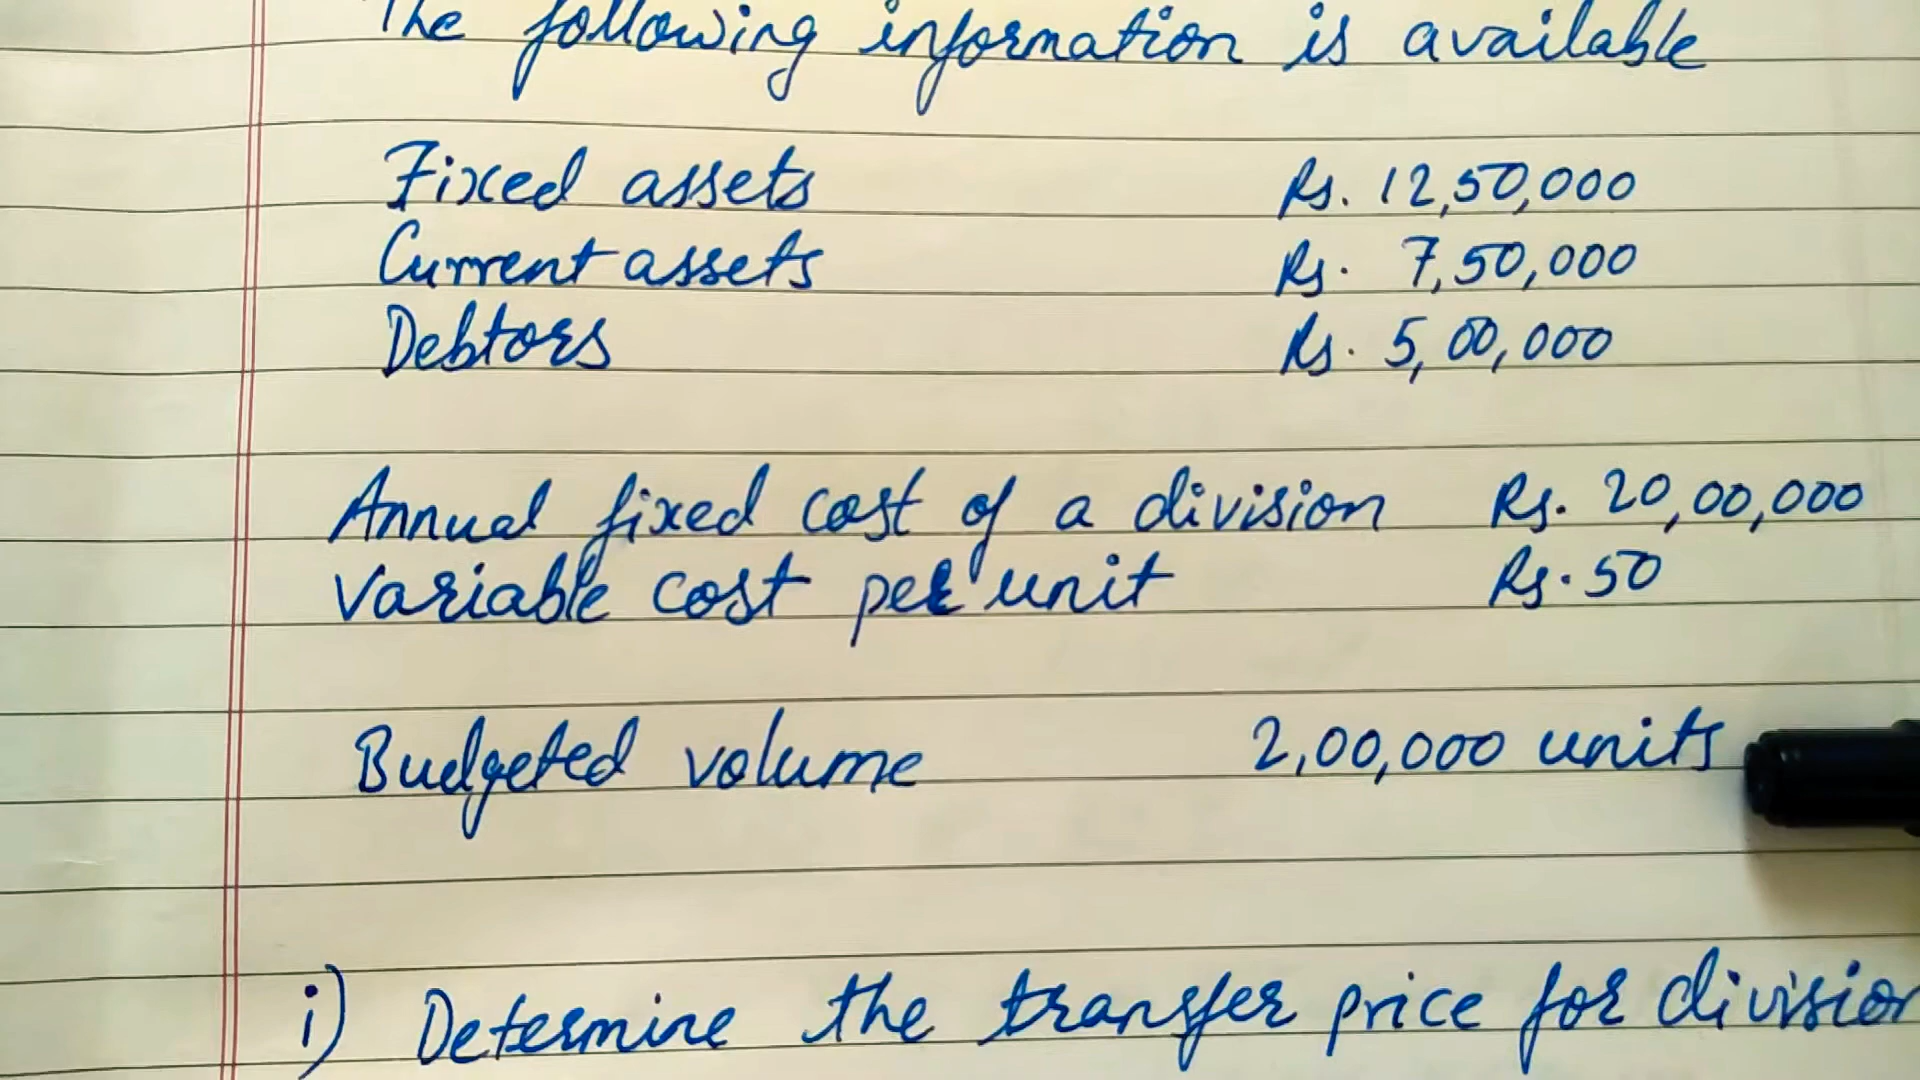 The following information is available
Fixed assets Rs. 12,50,000
Current assets Rs. 7,50,000
Debtors Rs. 5,00,000
Annual fixed cost of a division Rs. 20,00,000
Variable cost per unit Rs. 50
Budgeted volume 2,00,000 units
i) Determine the transfer price for division